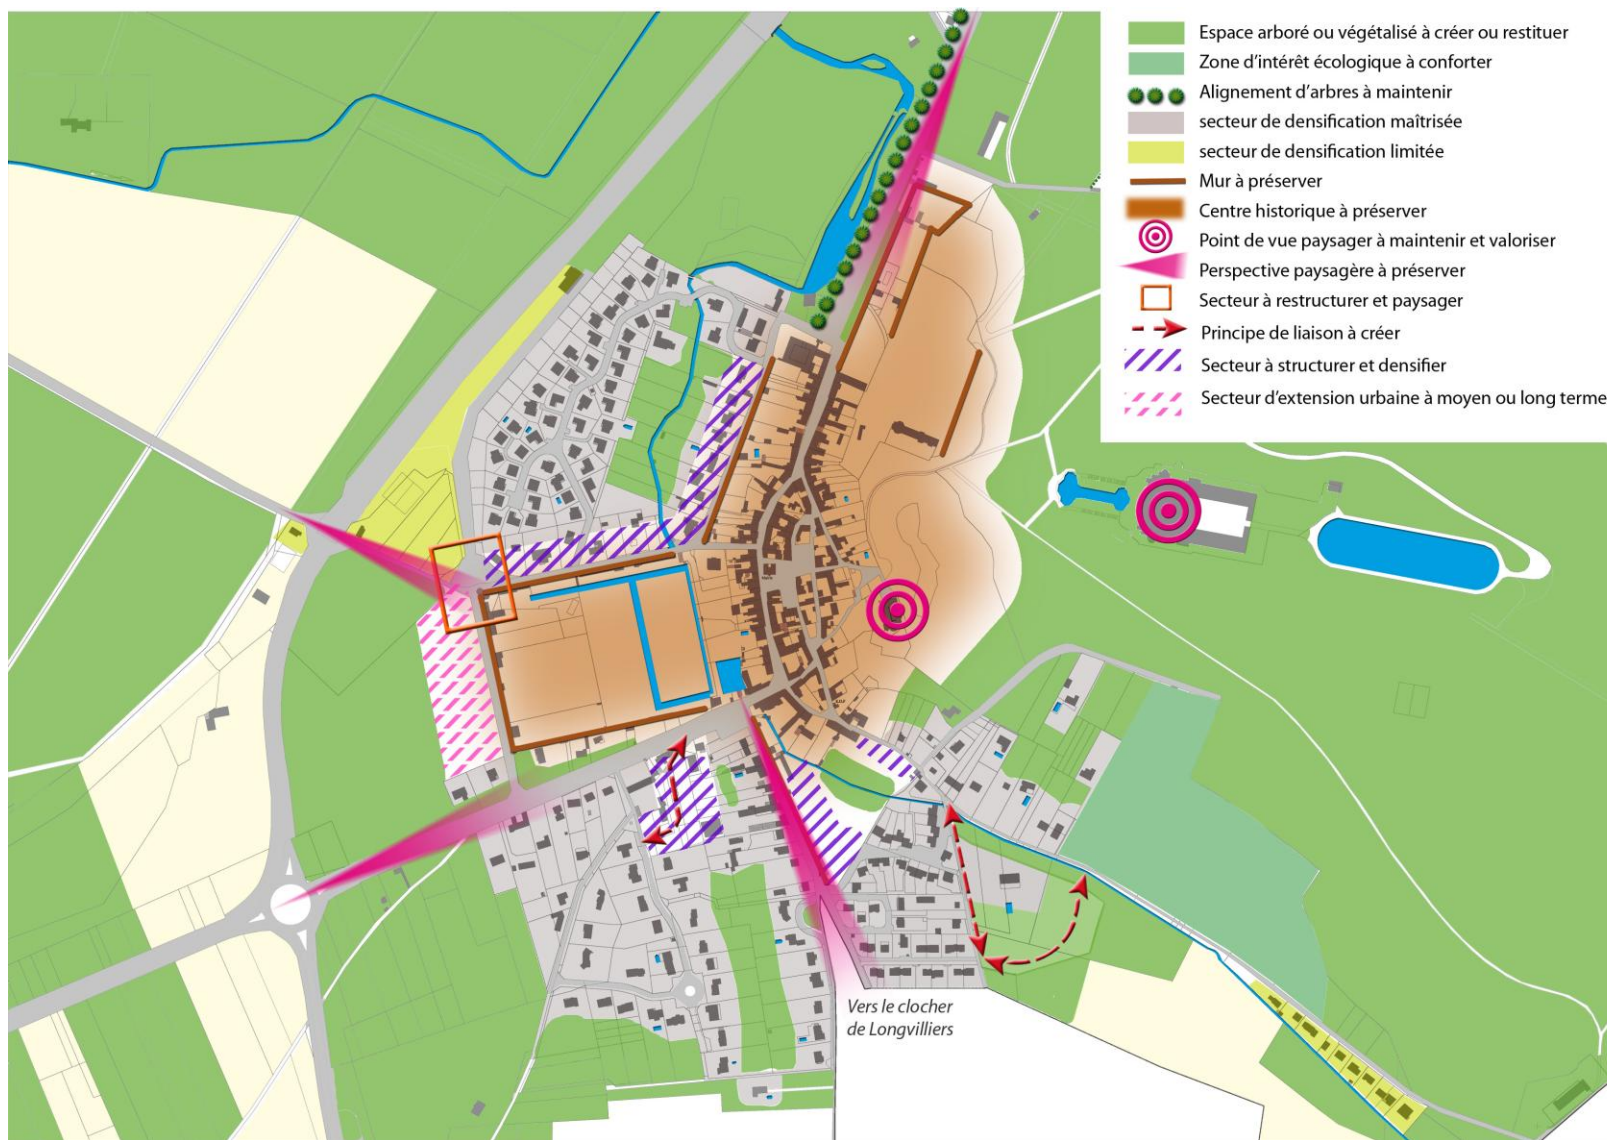 Espace arboré ou végétalisé à créer ou restituer
Zone d'intérêt écologique à conforter
Alignement d'arbres à maintenir
secteur de densification maîtrisée
secteur de densification limitée
Mur à préserver
Centre historique à préserver
Point de vue paysager à maintenir et valoriser
Perspective paysagère à préserver
Secteur à restructurer et paysager
Principe de liaison à créer
Secteur à structurer et densifier
Secteur d'extension urbaine à moyen ou long terme
Vers le clocher
de Longvilliers